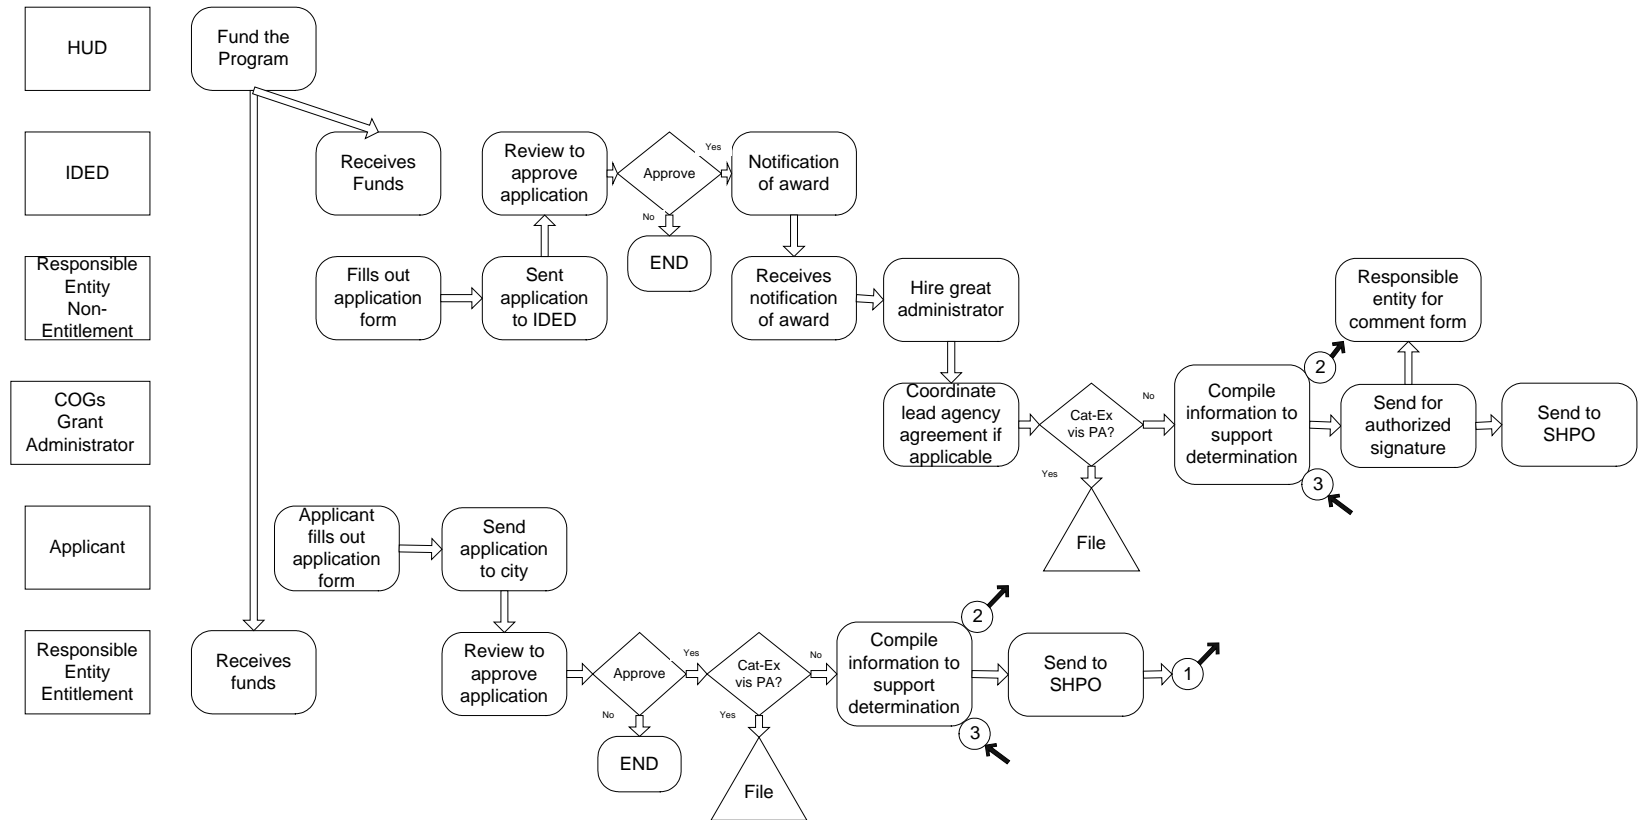 HUD
Fund the
Program
IDED
Receives
Funds
Review to
approve
application
Approve
Yes
No
Notification
of award
END
Responsible
Entity
Non-
Entitlement
Fills out
application
form
Sent
application
to IDED
Receives
notification
of award
Hire great
administrator
Responsible
entity for
comment form
COGs
Grant
Administrator
Coordinate
lead agency
agreement if
applicable
Cat-Ex
vis PA?
No
Yes
File
Compile
information to
support
determination
2
3
Send for
authorized
signature
Send to
SHPO
Applicant
Applicant
fills out
application
form
Send
application
to city
Responsible
Entity
Entitlement
Receives
funds
Review to
approve
application
Approve
Yes
No
END
Cat-Ex
vis PA?
No
Yes
File
Compile
information to
support
determination
2
3
Send to
SHPO
1